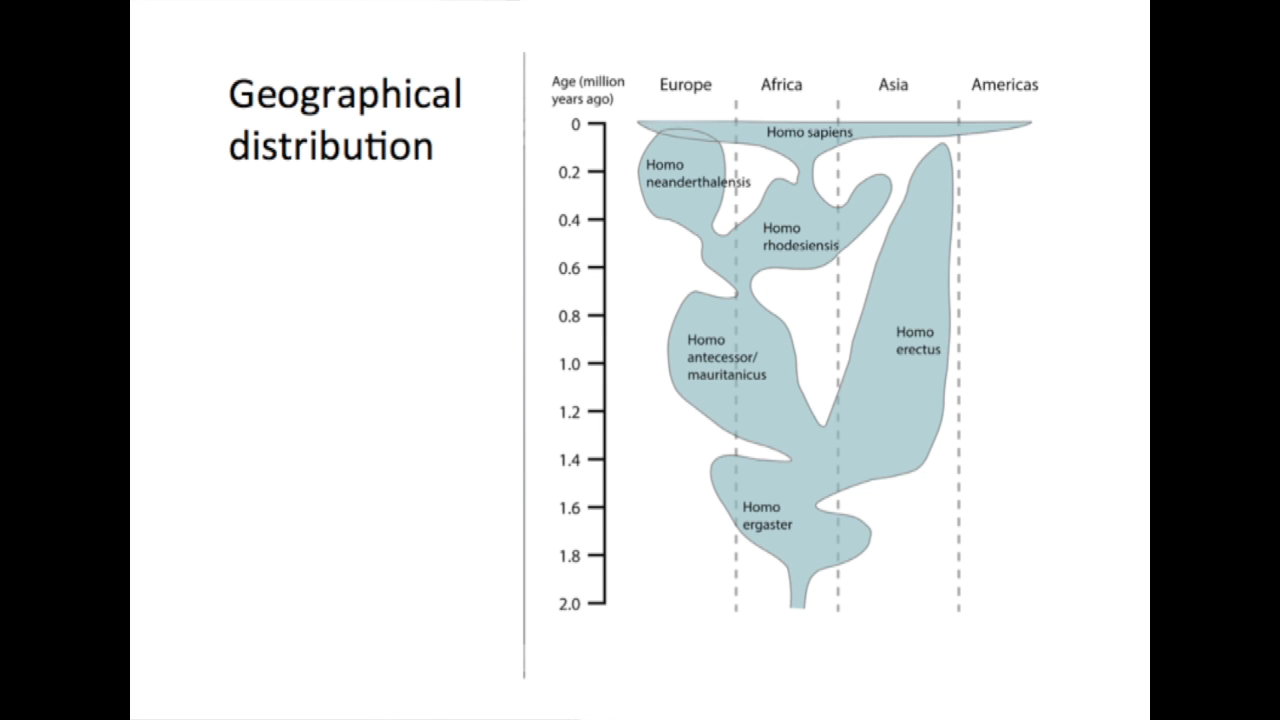 Geographical
distribution
Age (million
years ago)
Europe
Africa
Asia
Americas
0
0.2
0.4
0.6
0.8
1.0
1.2
1.4
1.6
1.8
2.0
Homo sapiens
Homo
neanderthalensis
Homo
rhodesiensis
Homo
erectus
Homo
antecessor/
mauritanicus
Homo
ergaster